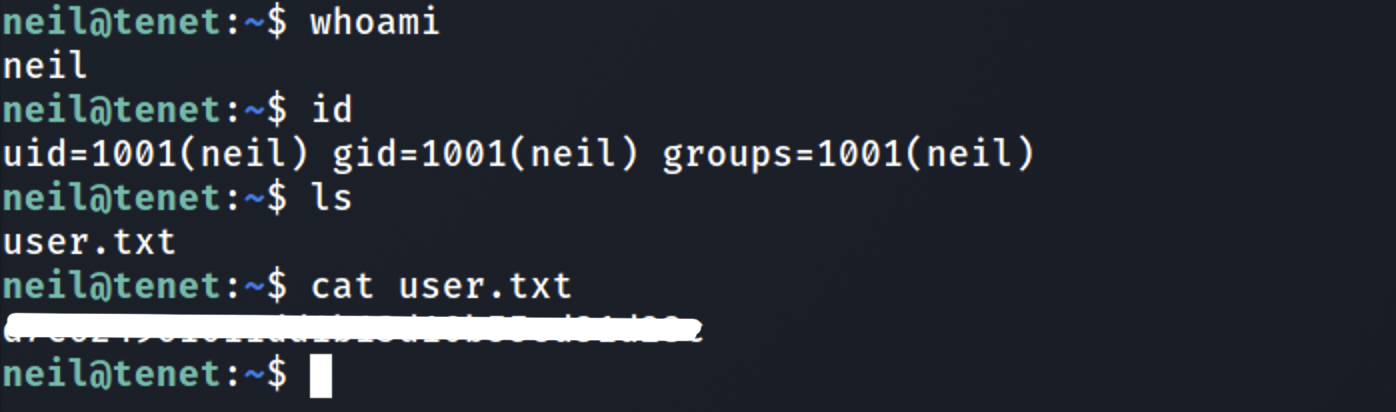 neil@tenet:~$ whoami
neil
neil@tenet:~$ id
uid=1001(neil) gid=1001(neil) groups=1001(neil)
neil@tenet:~$ ls
user.txt
neil@tenet:~$ cat user.txt
neil@tenet:~$